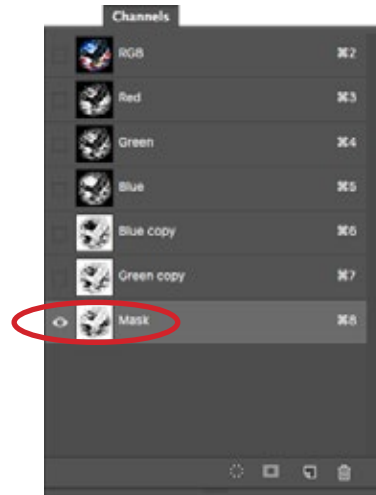 Channels
RGB ⌘2
Red ⌘3
Green ⌘4
Blue ⌘5
Blue copy ⌘6
Green copy ⌘7
Mask ⌘8